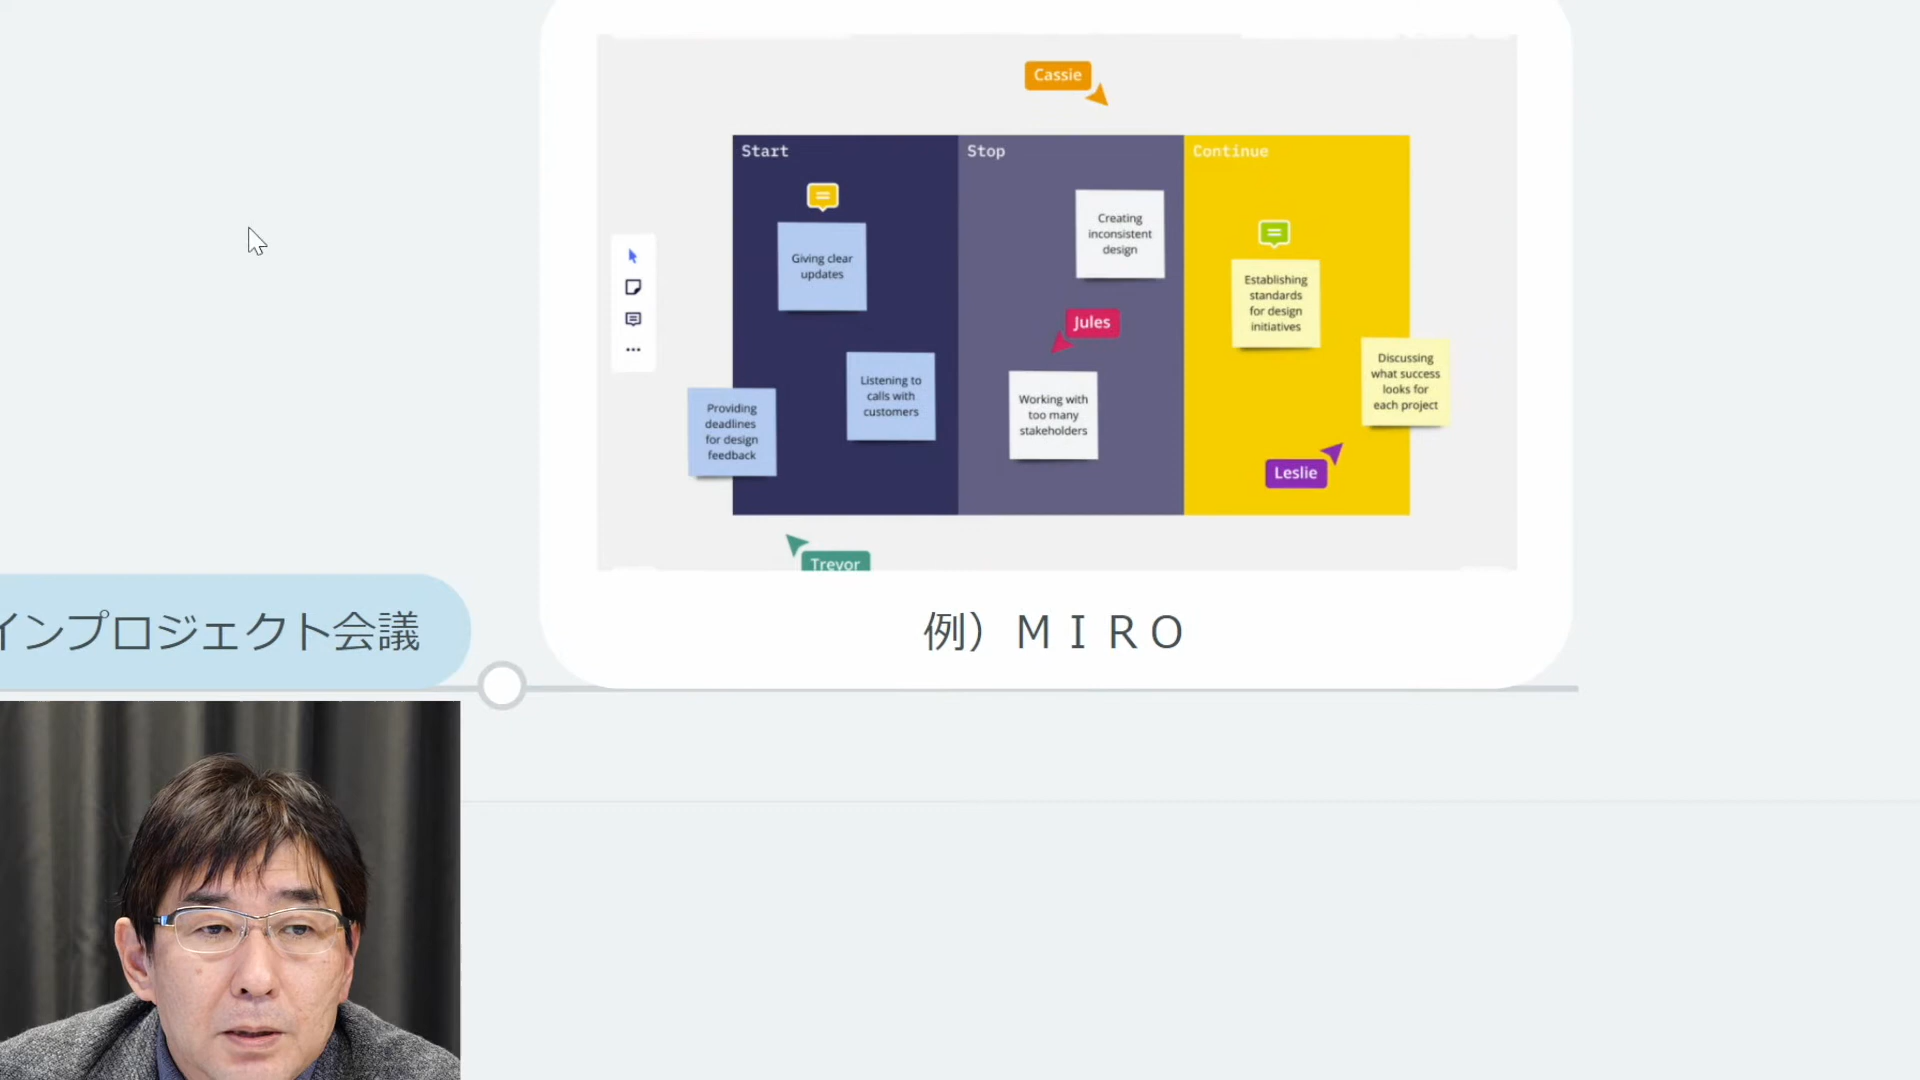 Cassie
Start
Stop
Continue
Giving clear
updates
Creating
inconsistent
design
Establishing
standards
for design
initiatives
Jules
Discussing
what success
looks for
each project
Listening to
calls with
customers
Working with
too many
stakeholders
Providing
deadlines
for design
feedback
Leslie
Trevor
インプロジェクト会議
例）ＭＩＲＯ